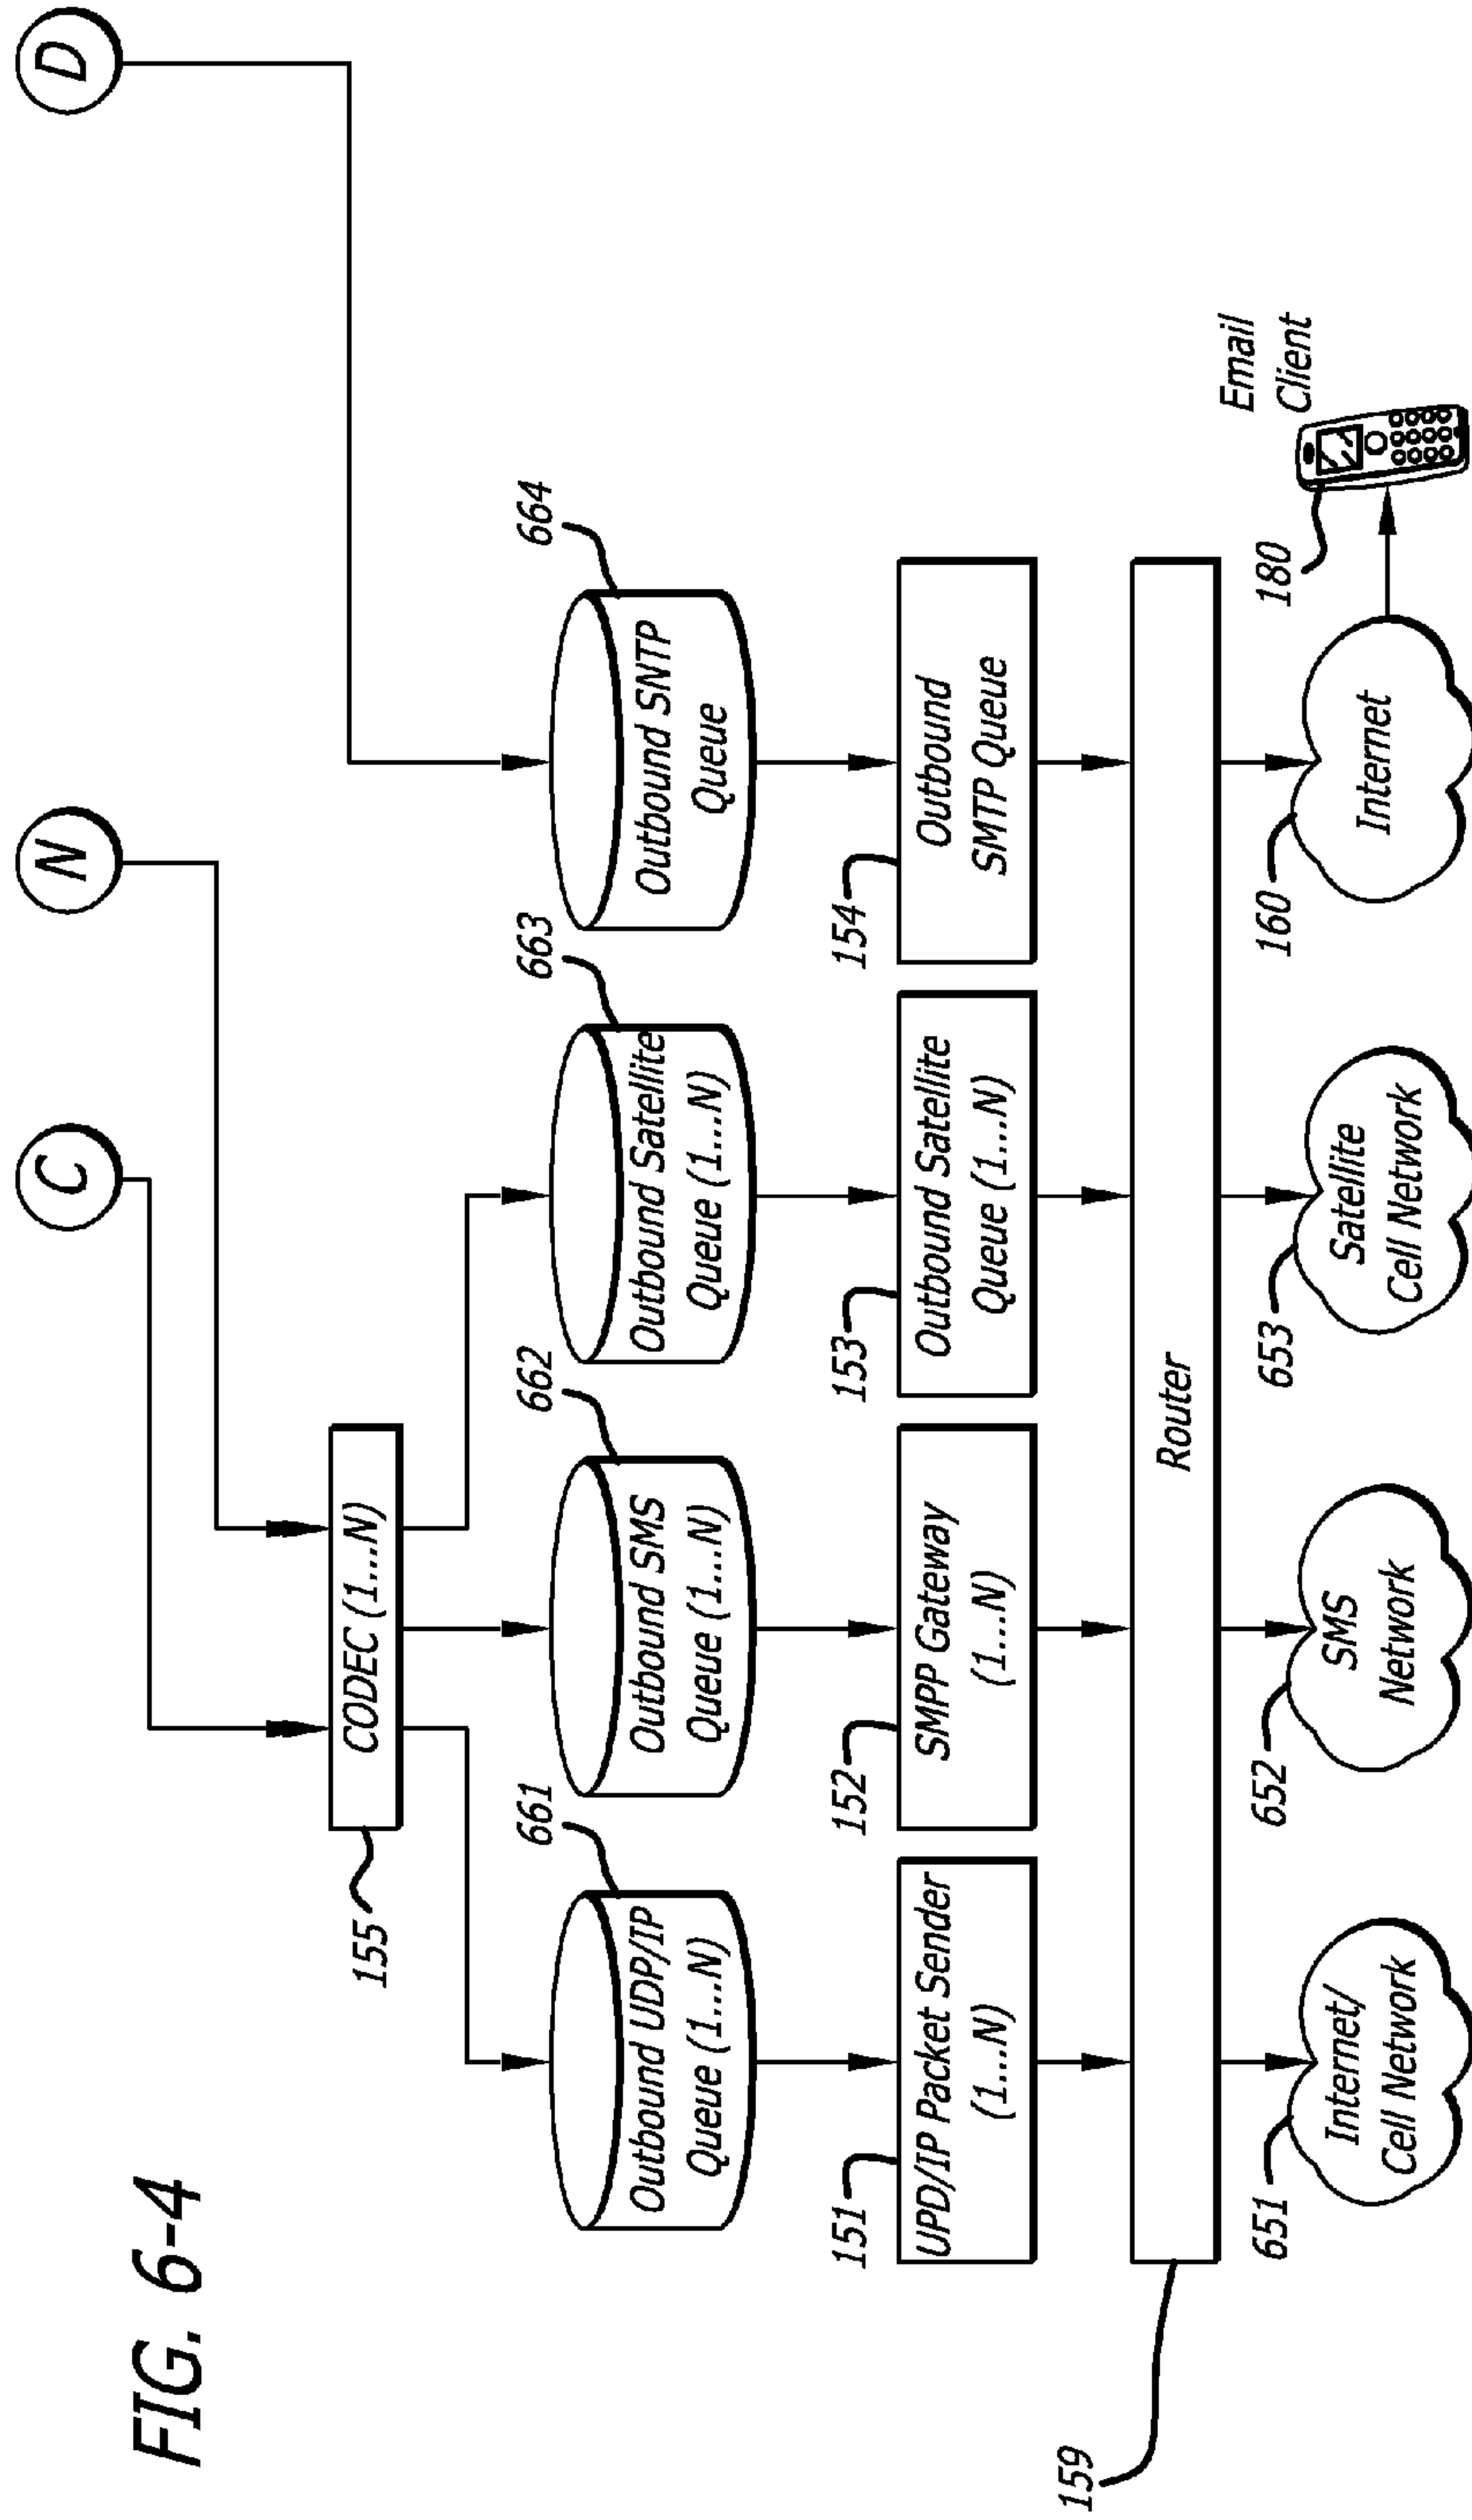 FIG. 6-4
C
N
D
155
CODEC (1...N)
661
662
663
664
Outbound UDP/IP
Queue (1...N)
Outbound SMS
Queue (1...N)
Outbound Satellite
Queue (1...N)
Outbound SNTP
Queue
151
152
153
154
UPD/IP Packet Sender
(1...N)
SMPP Gateway
(1...N)
Outbound Satellite
Queue (1...N)
Outbound
SMTP Queue
159
Router
651
Internet/
Cell Network
652
SMS
Network
653
Satellite
Cell Network
160
Internet
180
Email
Client